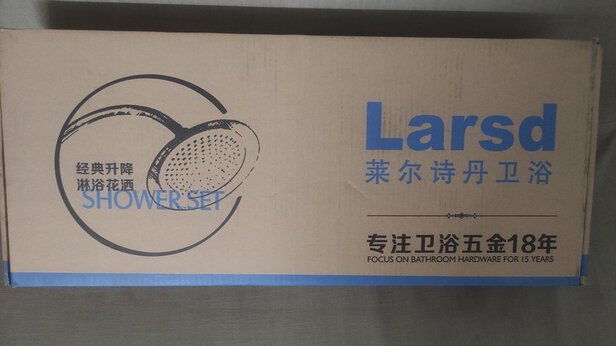 经典升降
淋浴花洒
SHOWER SET
Larsd
莱尔诗丹卫浴
专注卫浴五金18年
FOCUS ON BATHROOM HARDWARE FOR 15 YEARS